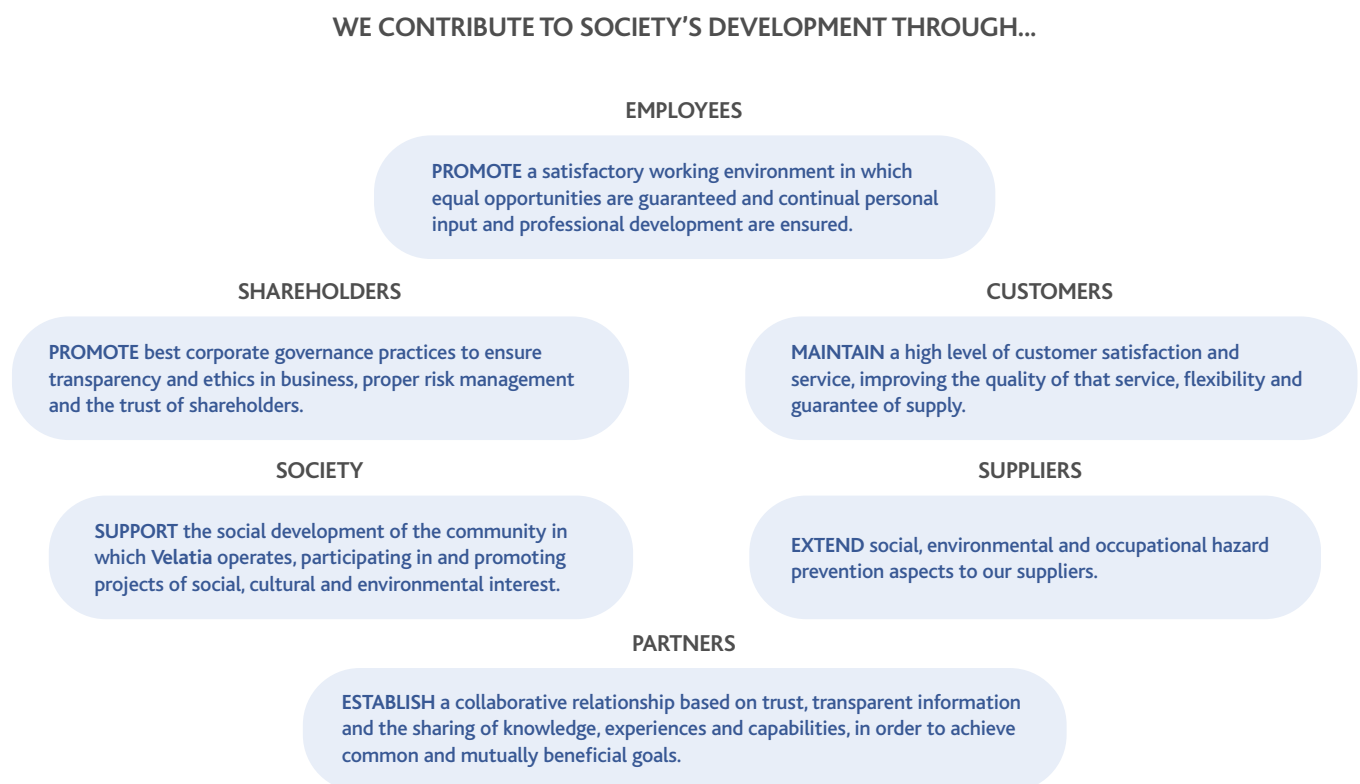 WE CONTRIBUTE TO SOCIETY’S DEVELOPMENT THROUGH...
EMPLOYEES
PROMOTE a satisfactory working environment in which
equal opportunities are guaranteed and continual personal
input and professional development are ensured.
SHAREHOLDERS
PROMOTE best corporate governance practices to ensure
transparency and ethics in business, proper risk management
and the trust of shareholders.
CUSTOMERS
MAINTAIN a high level of customer satisfaction and
service, improving the quality of that service, flexibility and
guarantee of supply.
SOCIETY
SUPPORT the social development of the community in
which Velatia operates, participating in and promoting
projects of social, cultural and environmental interest.
SUPPLIERS
EXTEND social, environmental and occupational hazard
prevention aspects to our suppliers.
PARTNERS
ESTABLISH a collaborative relationship based on trust, transparent information
and the sharing of knowledge, experiences and capabilities, in order to achieve
common and mutually beneficial goals.